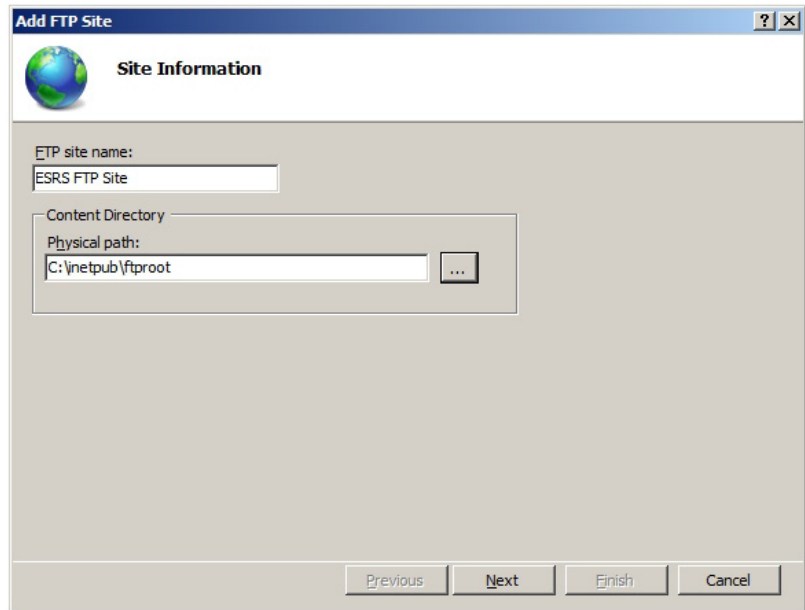 Add FTP Site
Site Information
FTP site name:
ESRS FTP Site
Content Directory
Physical path:
C:\inetpub\ftproot
...
Previous Next Finish Cancel